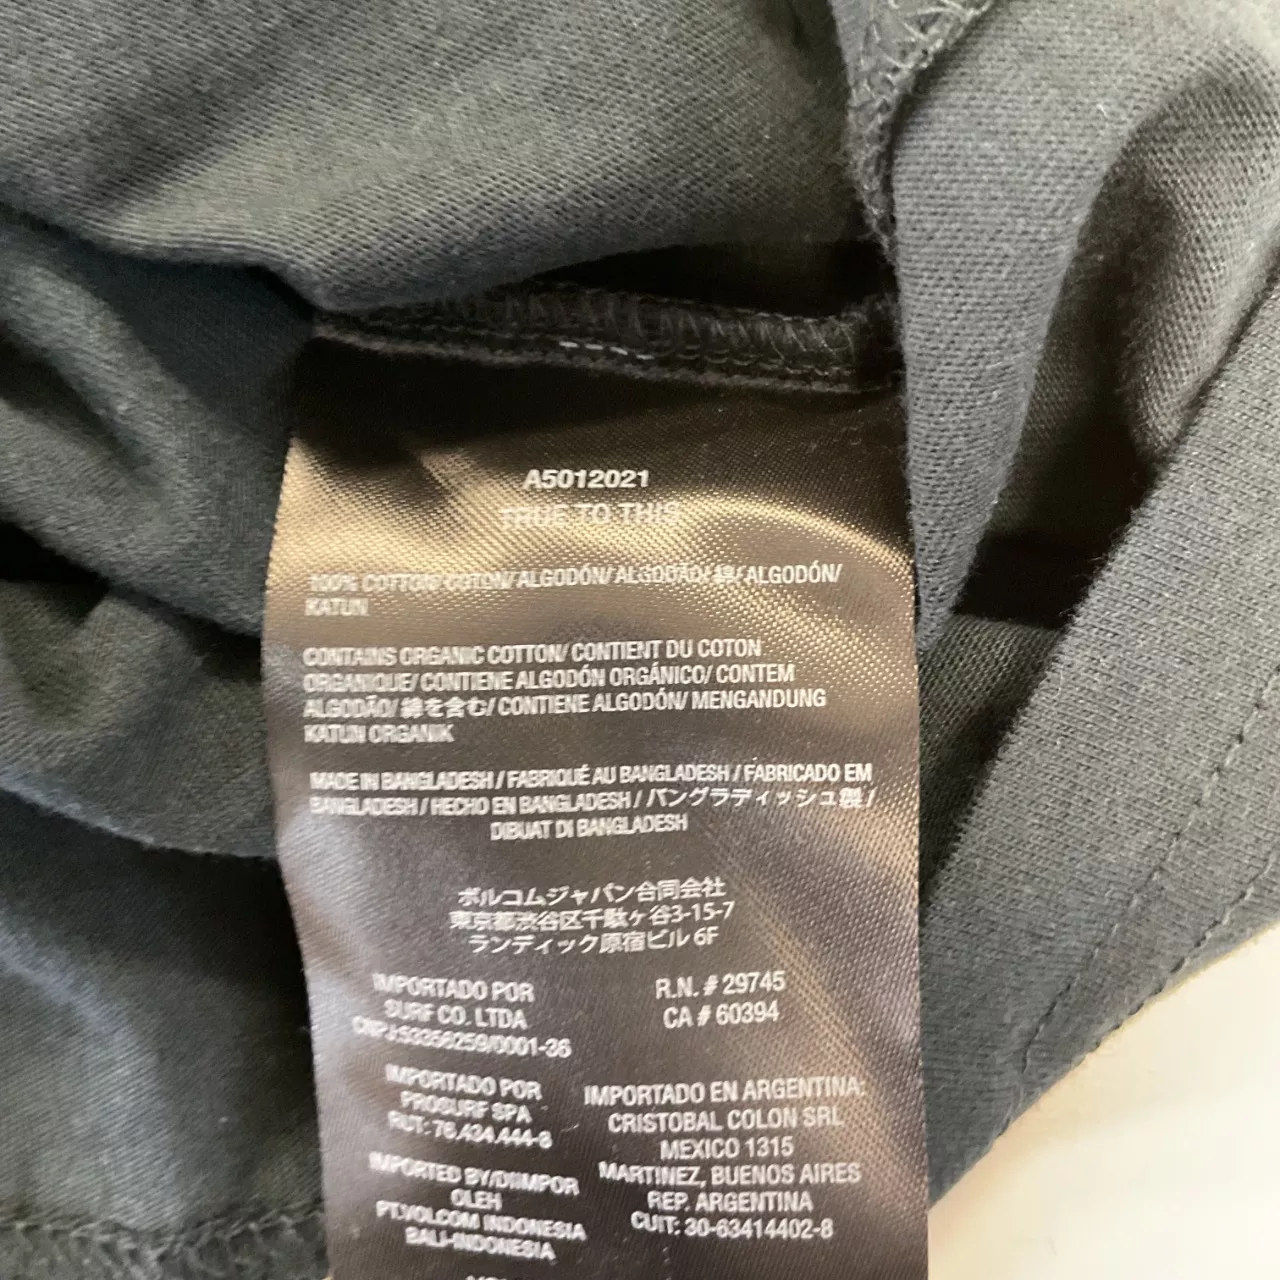 A5012021
TRUE TO THIS
100% COTTON/ COTON/ ALGODÓN/ ALGODÃO/ 綿/ ALGODÓN/
KATUN
CONTAINS ORGANIC COTTON/ CONTIENT DU COTON
ORGANIQUE/ CONTIENE ALGODÓN ORGÁNICO/ CONTEM
ALGODÃO/ 綿を含む/ CONTIENE ALGODÓN/ MENGANDUNG
KATUN ORGANIK
MADE IN BANGLADESH / FABRIQUÉ AU BANGLADESH / FABRICADO EM
BANGLADESH / HECHO EN BANGLADESH / バングラディッシュ製 /
DIBUAT DI BANGLADESH
ボルコムジャパン合同会社
東京都渋谷区千駄ヶ谷3-15-7
ランディック原宿ビル 6F
IMPORTADO POR
SURF CO. LTDA
CNPJ:53356259/0001-36
R.N. # 29745
CA # 60394
IMPORTADO POR
PROSURF SPA
RUT: 76.434.444-8
IMPORTED BY/DIIMPOR
OLEH
PT.VOLCOM INDONESIA
BALI-INDONESIA
IMPORTADO EN ARGENTINA:
CRISTOBAL COLON SRL
MEXICO 1315
MARTINEZ, BUENOS AIRES
REP. ARGENTINA
CUIT: 30-63414402-8